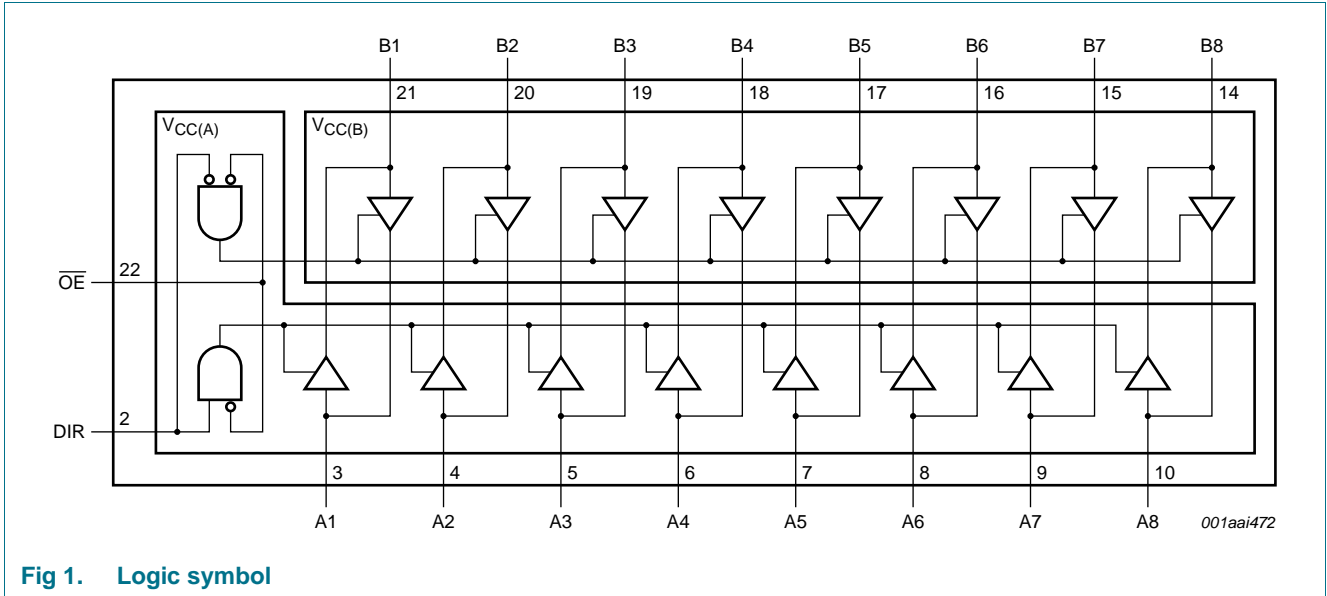 B1 B2 B3 B4 B5 B6 B7 B8
21 20 19 18 17 16 15 14
VCC(A) VCC(B)
22
OE
2
DIR
3 4 5 6 7 8 9 10
A1 A2 A3 A4 A5 A6 A7 A8 001aai472
Fig 1. Logic symbol